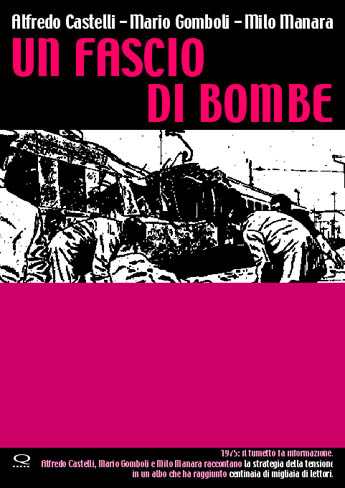 Alfredo Castelli – Mario Gomboli – Milo Manara
UN FASCIO
DI BOMBE
1975: il fumetto fa informazione.
Alfredo Castelli, Mario Gomboli e Milo Manara raccontano la strategia della tensione
in un albo che ha raggiunto centinaia di migliaia di lettori.
Q